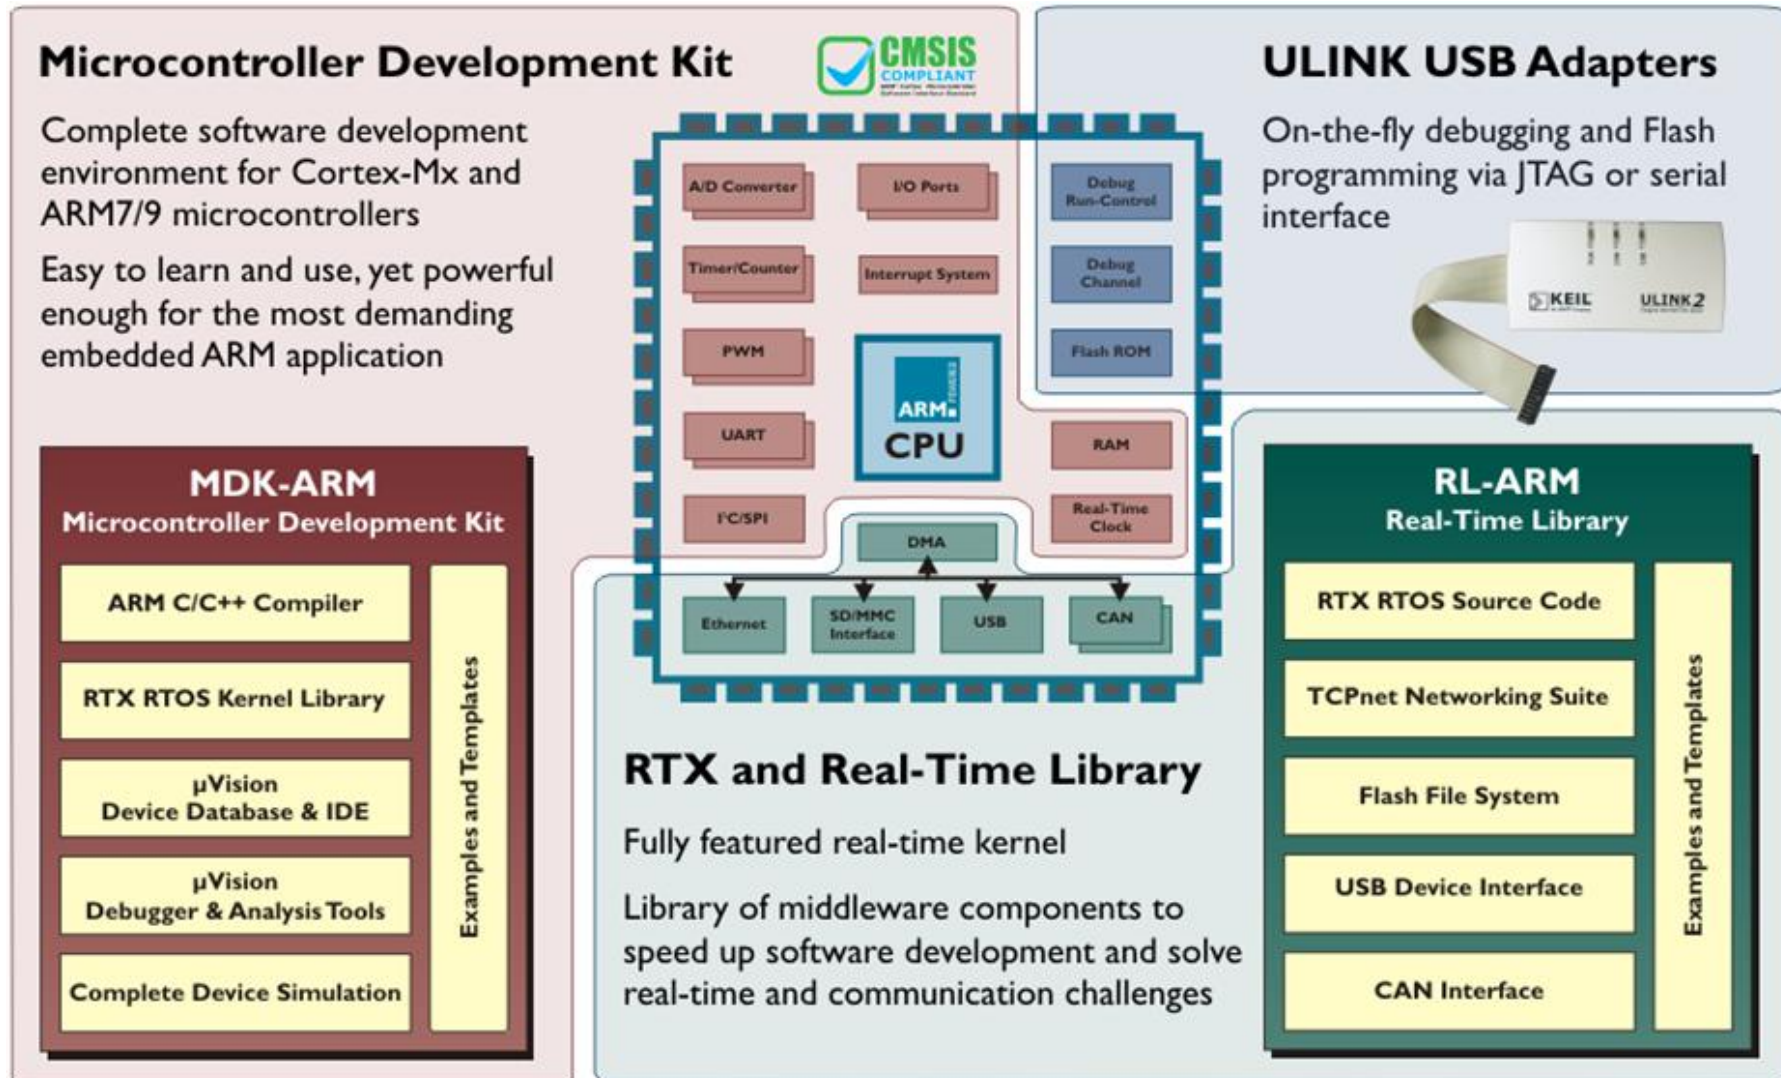 Microcontroller Development Kit
CMSIS
COMPLIANT
Complete software development
environment for Cortex-Mx and
ARM7/9 microcontrollers
Easy to learn and use, yet powerful
enough for the most demanding
embedded ARM application
ULINK USB Adapters
On-the-fly debugging and Flash
programming via JTAG or serial
interface
KEIL
ULINK2
A/D Converter
I/O Ports
Debug
Run-Control
Timer/Counter
Interrupt System
Debug
Channel
PWM
ARM
POWERED
CPU
Flash ROM
UART
RAM
I²C/SPI
Real-Time
Clock
DMA
Ethernet
SD/MMC
Interface
USB
CAN
MDK-ARM
Microcontroller Development Kit
ARM C/C++ Compiler
RTX RTOS Kernel Library
µVision
Device Database & IDE
µVision
Debugger & Analysis Tools
Complete Device Simulation
Examples and Templates
RTX and Real-Time Library
Fully featured real-time kernel
Library of middleware components to
speed up software development and solve
real-time and communication challenges
RL-ARM
Real-Time Library
RTX RTOS Source Code
TCPnet Networking Suite
Flash File System
USB Device Interface
CAN Interface
Examples and Templates